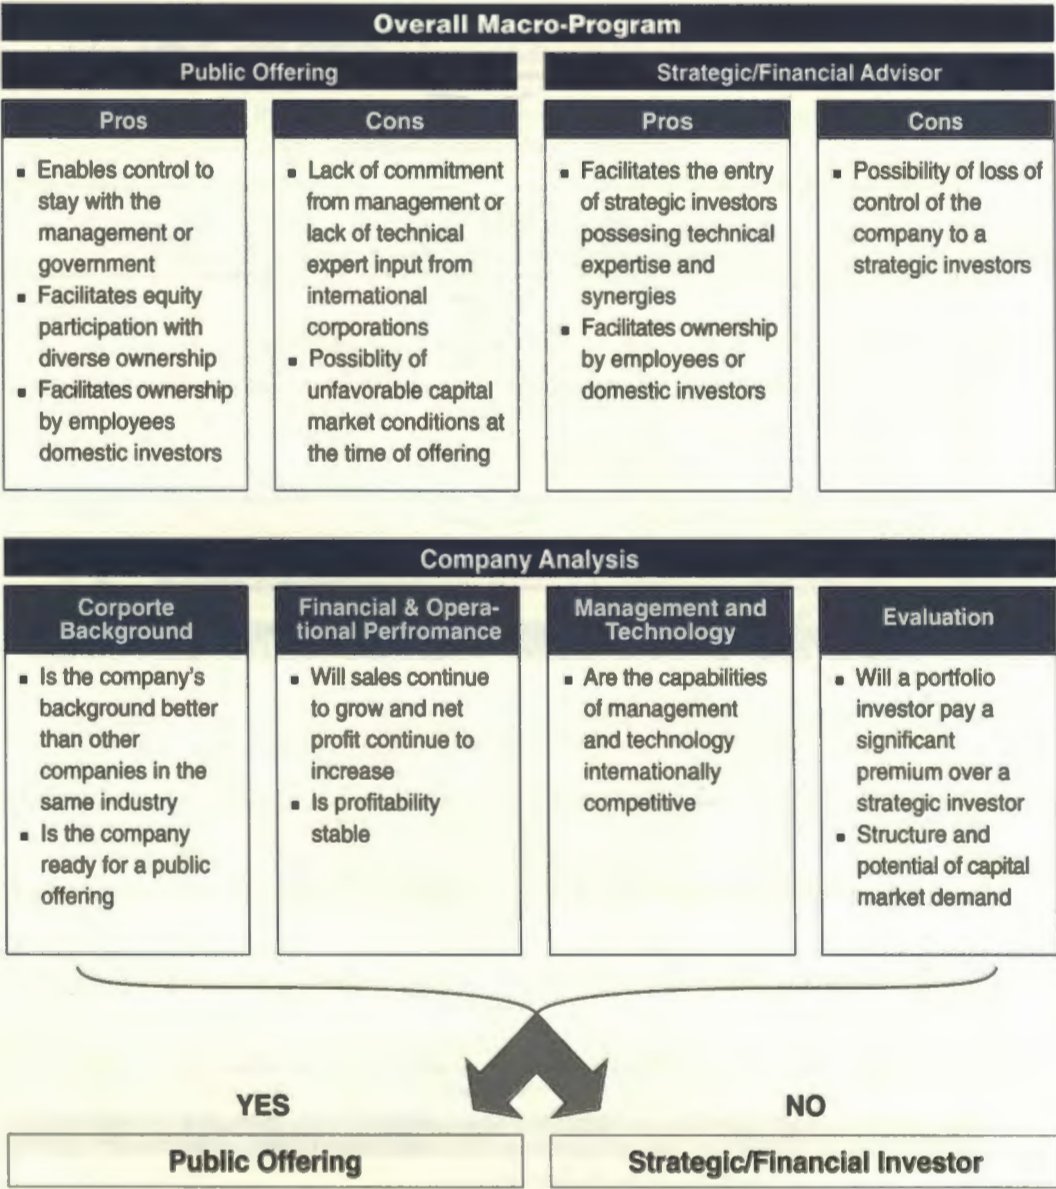 Overall Macro-Program
Public Offering
Strategic/Financial Advisor
Pros
▪ Enables control to
stay with the
management or
government
▪ Facilitates equity
participation with
diverse ownership
▪ Facilitates ownership
by employees
domestic investors
Cons
▪ Lack of commitment
from management or
lack of technical
expert input from
international
corporations
▪ Possiblity of
unfavorable capital
market conditions at
the time of offering
Pros
▪ Facilitates the entry
of strategic investors
possesing technical
expertise and
synergies
▪ Facilitates ownership
by employees or
domestic investors
Cons
▪ Possibility of loss of
control of the
company to a
strategic investors
Company Analysis
Corporte
Background
▪ Is the company's
background better
than other
companies in the
same industry
▪ Is the company
ready for a public
offering
Financial & Opera-
tional Perfromance
▪ Will sales continue
to grow and net
profit continue to
increase
▪ Is profitability
stable
Management and
Technology
▪ Are the capabilities
of management
and technology
internationally
competitive
Evaluation
▪ Will a portfolio
investor pay a
significant
premium over a
strategic investor
▪ Structure and
potential of capital
market demand
YES
NO
Public Offering
Strategic/Financial Investor